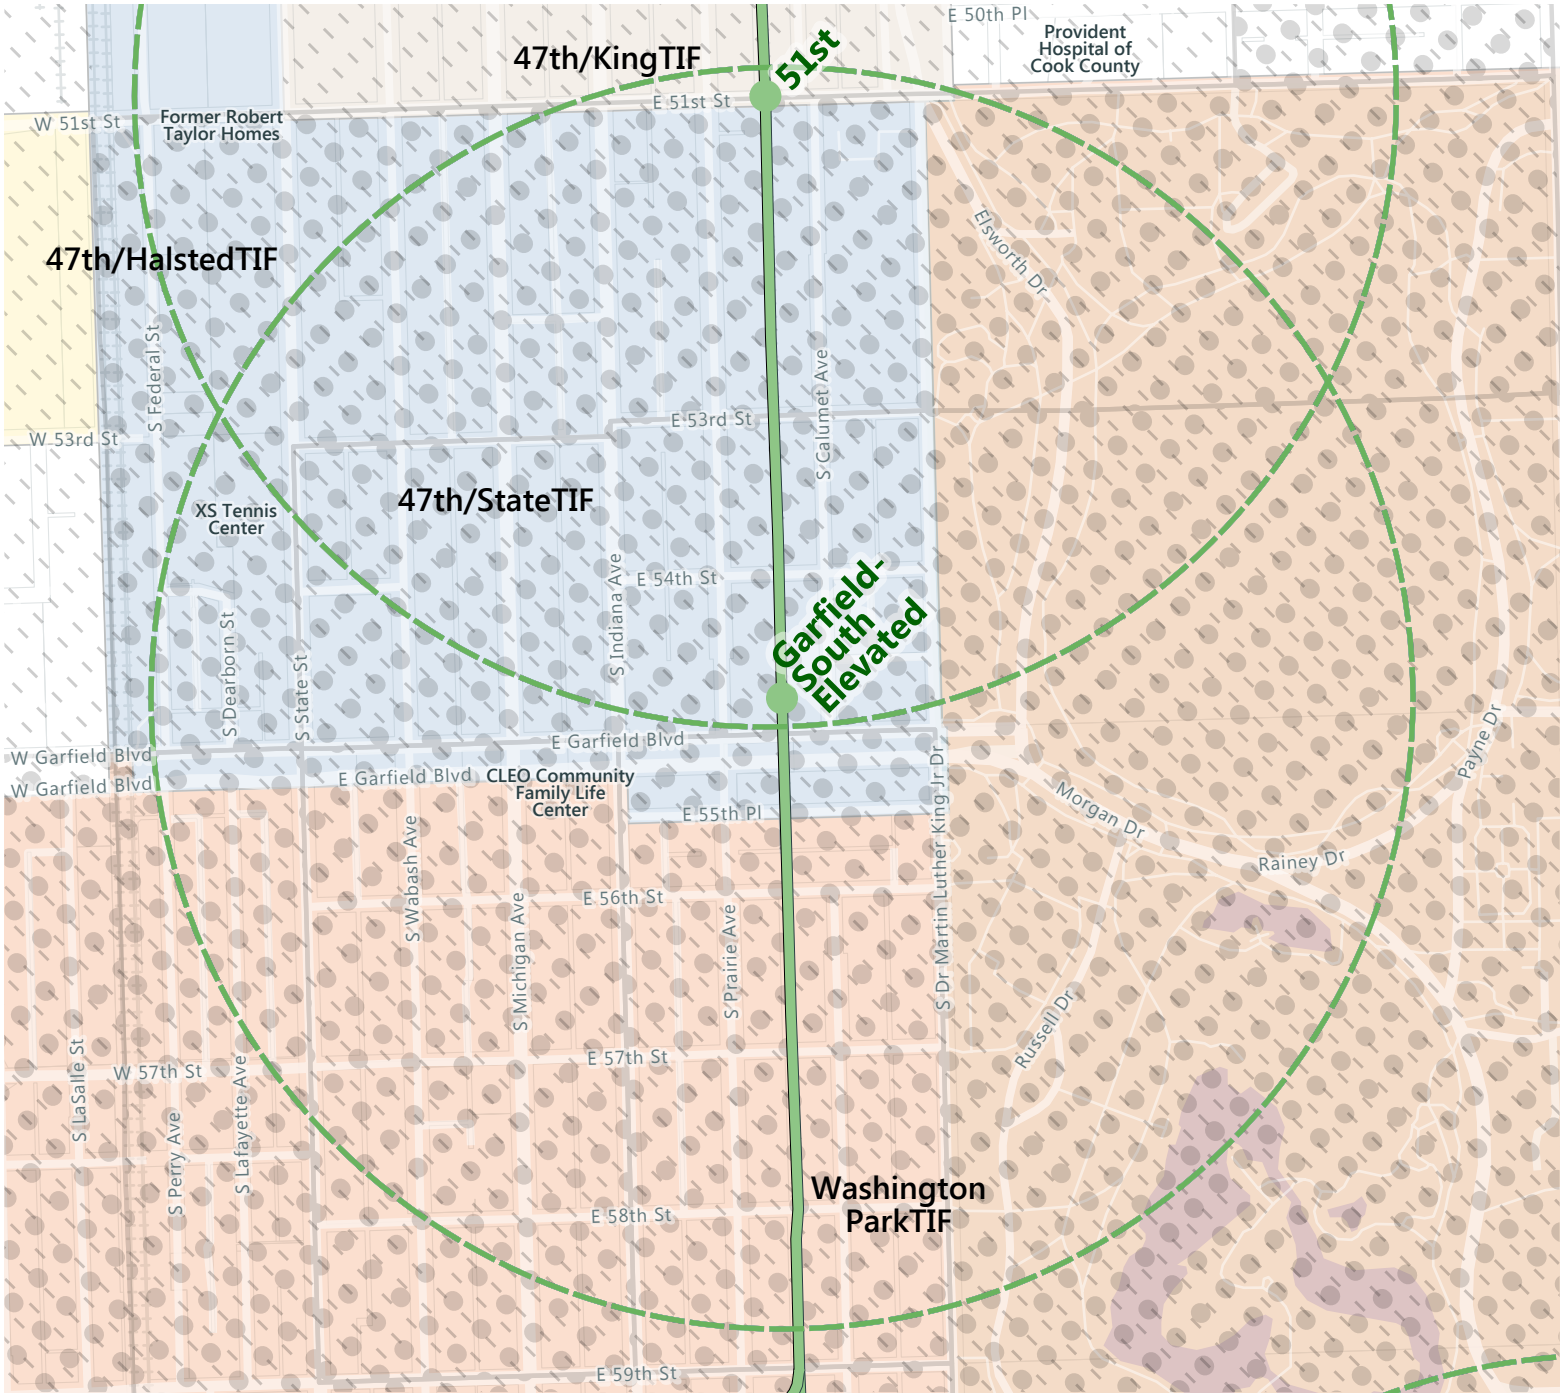 E 50th Pl
Provident
Hospital of
Cook County
47th/KingTIF
51st
E 51st St
W 51st St
Former Robert
Taylor Homes
Elsworth Dr
47th/HalstedTIF
S Federal St
S Calumet Ave
E 53rd St
W 53rd St
47th/StateTIF
XS Tennis
Center
E 54th St
S Indiana Ave
Garfield-
South
Elevated
S Dearborn St
S State St
E Garfield Blvd
W Garfield Blvd
E Garfield Blvd
W Garfield Blvd
CLEO Community
Family Life
Center
E 55th Pl
S Dr Martin Luther King Jr Dr
Payne Dr
Morgan Dr
Rainey Dr
S Wabash Ave
E 56th St
S Michigan Ave
S Prairie Ave
Russell Dr
E 57th St
W 57th St
S LaSalle St
S Perry Ave
S Lafayette Ave
Washington
ParkTIF
E 58th St
E 59th St